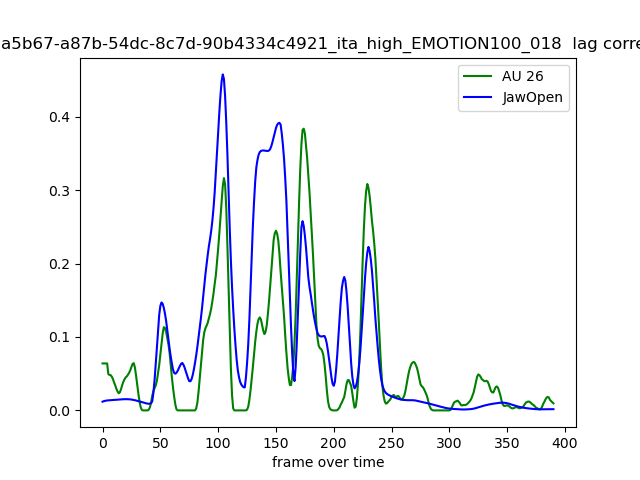 a5b67-a87b-54dc-8c7d-90b4334c4921_ita_high_EMOTION100_018 lag corre
AU 26
JawOpen
0.4
0.3
0.2
0.1
0.0
0 50 100 150 200 250 300 350 400
frame over time